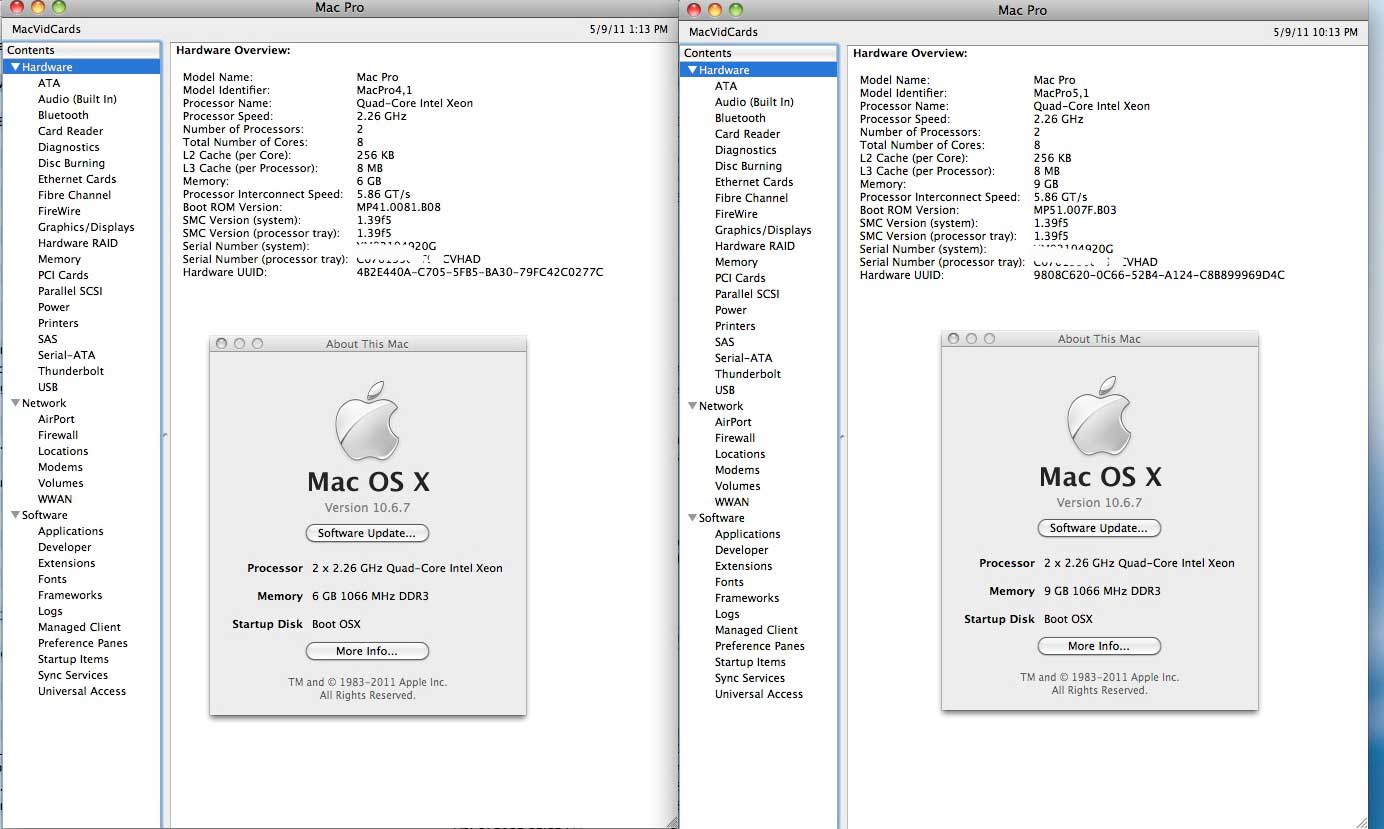 Mac Pro
MacVidCards 5/9/11 1:13 PM
Contents
Hardware
ATA
Audio (Built In)
Bluetooth
Card Reader
Diagnostics
Disc Burning
Ethernet Cards
Fibre Channel
FireWire
Graphics/Displays
Hardware RAID
Memory
PCI Cards
Parallel SCSI
Power
Printers
SAS
Serial-ATA
Thunderbolt
USB
Network
AirPort
Firewall
Locations
Modems
Volumes
WWAN
Software
Applications
Developer
Extensions
Fonts
Frameworks
Logs
Managed Client
Preference Panes
Startup Items
Sync Services
Universal Access
Hardware Overview:
Model Name: Mac Pro
Model Identifier: MacPro4,1
Processor Name: Quad-Core Intel Xeon
Processor Speed: 2.26 GHz
Number of Processors: 2
Total Number of Cores: 8
L2 Cache (per Core): 256 KB
L3 Cache (per Processor): 8 MB
Memory: 6 GB
Processor Interconnect Speed: 5.86 GT/s
Boot ROM Version: MP41.0081.B08
SMC Version (system): 1.39f5
SMC Version (processor tray): 1.39f5
Serial Number (system):
Serial Number (processor tray): CVHAD
Hardware UUID: 4B2E440A-C705-5FB5-BA30-79FC42C0277C
About This Mac
Mac OS X
Version 10.6.7
Software Update...
Processor 2 x 2.26 GHz Quad-Core Intel Xeon
Memory 6 GB 1066 MHz DDR3
Startup Disk Boot OSX
More Info...
TM and © 1983-2011 Apple Inc.
All Rights Reserved.
Mac Pro
MacVidCards 5/9/11 10:13 PM
Contents
Hardware
ATA
Audio (Built In)
Bluetooth
Card Reader
Diagnostics
Disc Burning
Ethernet Cards
Fibre Channel
FireWire
Graphics/Displays
Hardware RAID
Memory
PCI Cards
Parallel SCSI
Power
Printers
SAS
Serial-ATA
Thunderbolt
USB
Network
AirPort
Firewall
Locations
Modems
Volumes
WWAN
Software
Applications
Developer
Extensions
Fonts
Frameworks
Logs
Managed Client
Preference Panes
Startup Items
Sync Services
Universal Access
Hardware Overview:
Model Name: Mac Pro
Model Identifier: MacPro5,1
Processor Name: Quad-Core Intel Xeon
Processor Speed: 2.26 GHz
Number of Processors: 2
Total Number of Cores: 8
L2 Cache (per Core): 256 KB
L3 Cache (per Processor): 8 MB
Memory: 9 GB
Processor Interconnect Speed: 5.86 GT/s
Boot ROM Version: MP51.007F.B03
SMC Version (system): 1.39f5
SMC Version (processor tray): 1.39f5
Serial Number (system):
Serial Number (processor tray): CVHAD
Hardware UUID: 9808C620-0C66-52B4-A124-C8B899969D4C
About This Mac
Mac OS X
Version 10.6.7
Software Update...
Processor 2 x 2.26 GHz Quad-Core Intel Xeon
Memory 9 GB 1066 MHz DDR3
Startup Disk Boot OSX
More Info...
TM and © 1983-2011 Apple Inc.
All Rights Reserved.